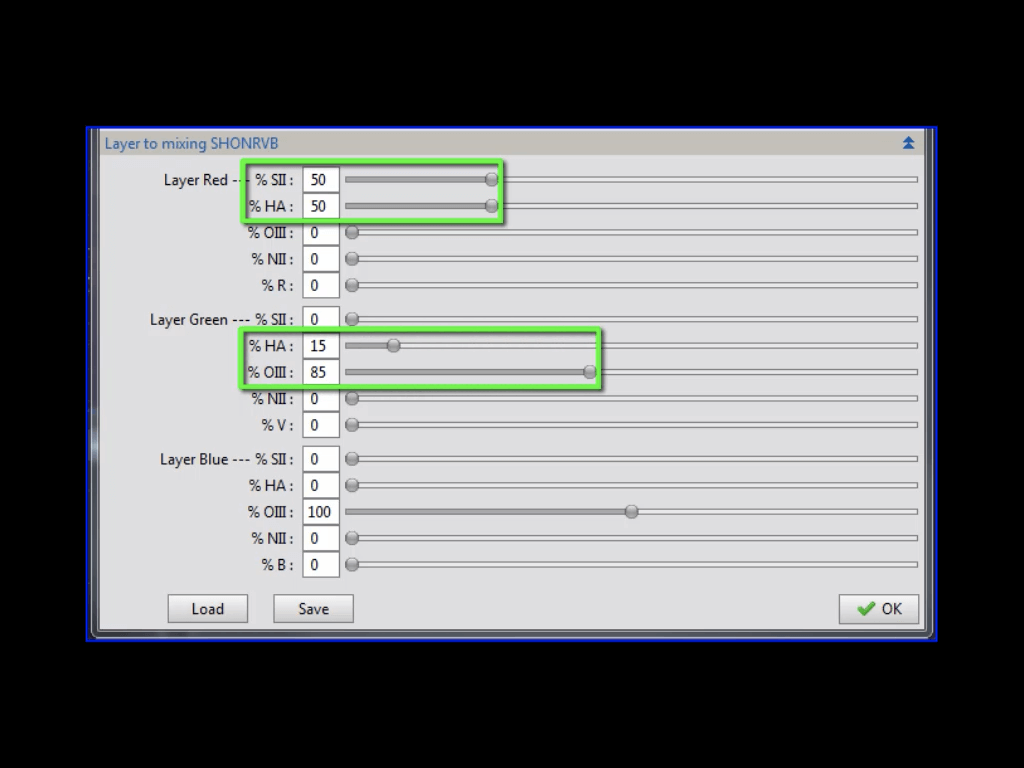 Layer to mixing SHONRVB
Layer Red --- % SII : 50
% HA : 50
% OIII : 0
% NII : 0
% R : 0
Layer Green --- % SII : 0
% HA : 15
% OIII : 85
% NII : 0
% V : 0
Layer Blue --- % SII : 0
% HA : 0
% OIII : 100
% NII : 0
% B : 0
Load Save OK